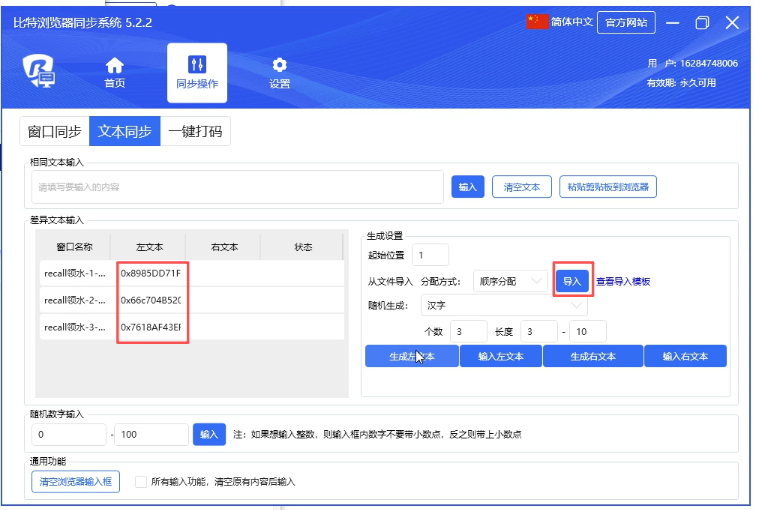 比特浏览器同步系统 5.2.2
简体中文 官方网站
首页 同步操作 设置
用 户: 16284748006
有效期: 永久可用
窗口同步 文本同步 一键打码
相同文本输入
请填写要输入的内容 输入 清空文本 粘贴剪贴板到浏览器
差异文本输入
窗口名称 左文本 右文本 状态
recall领水-1-... 0x8985DD71F
recall领水-2-... 0x66c704B52(
recall领水-3-... 0x7618AF43EF
生成设置
起始位置 1
从文件导入 分配方式: 顺序分配 导入 查看导入模板
随机生成: 汉字
个数 3 长度 3 - 10
生成左文本 输入左文本 生成右文本 输入右文本
随机数字输入
0 - 100 输入 注: 如果想输入整数, 则输入框内数字不要带小数点, 反之则带上小数点
通用功能
清空浏览器输入框 所有输入功能, 清空原有内容后输入